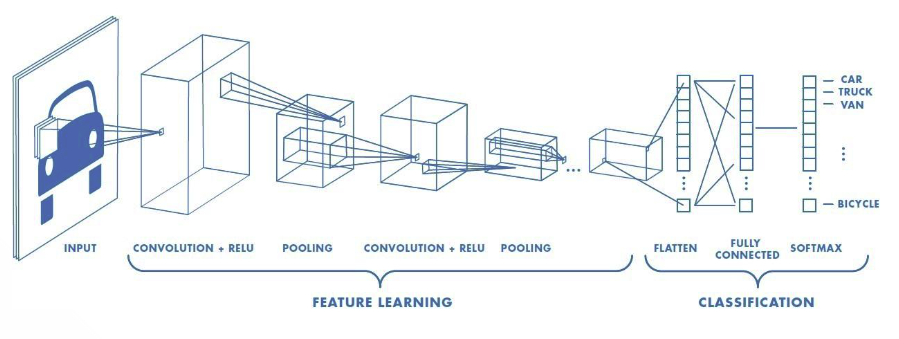 CAR
TRUCK
VAN
BICYCLE
INPUT
CONVOLUTION + RELU
POOLING
CONVOLUTION + RELU
POOLING
FLATTEN
FULLY
CONNECTED
SOFTMAX
FEATURE LEARNING
CLASSIFICATION